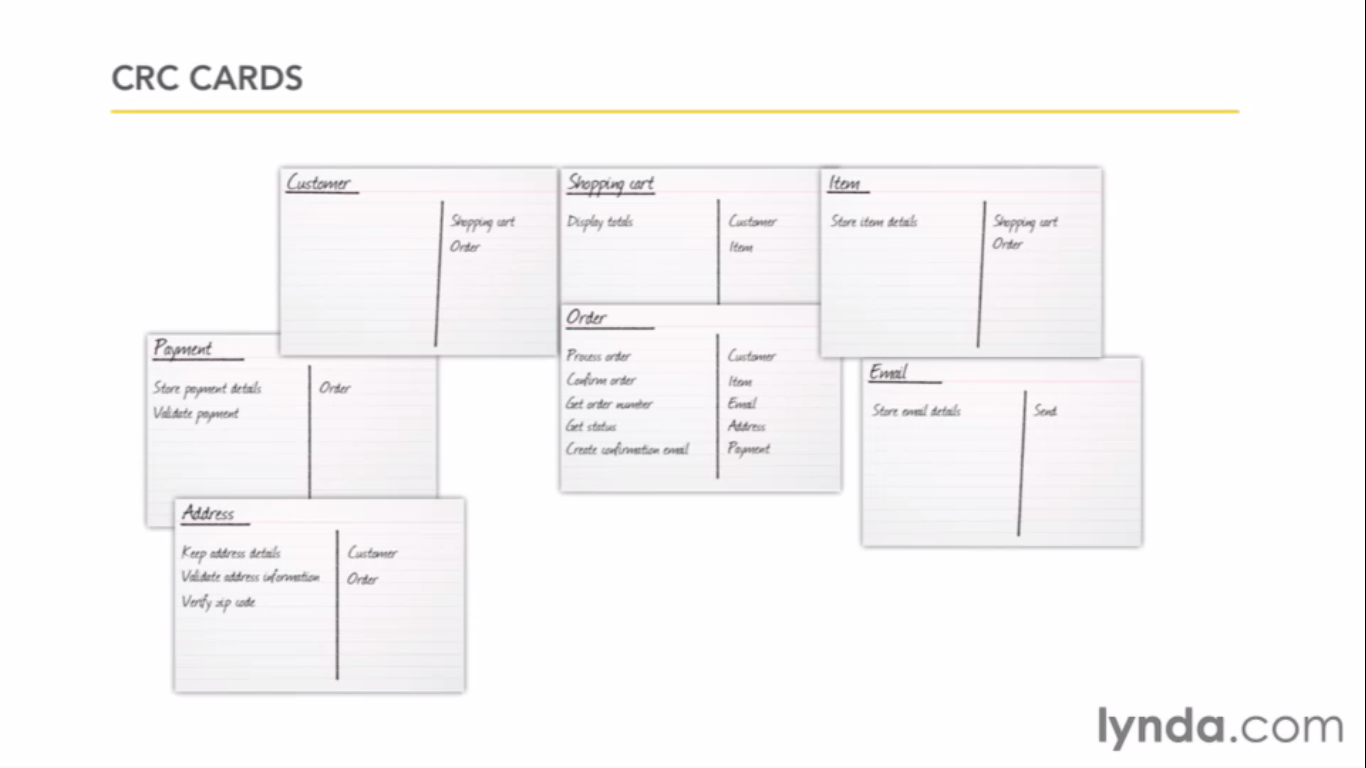 CRC CARDS
Customer
Shopping cart
Order
Shopping cart
Display totals
Customer
Item
Item
Store item details
Shopping cart
Order
Payment
Store payment details
Validate payment
Order
Order
Process order
Confirm order
Get order number
Get status
Create confirmation email
Customer
Item
Email
Address
Payment
Email
Store email details
Send
Address
Keep address details
Validate address information
Verify zip code
Customer
Order
lynda.com